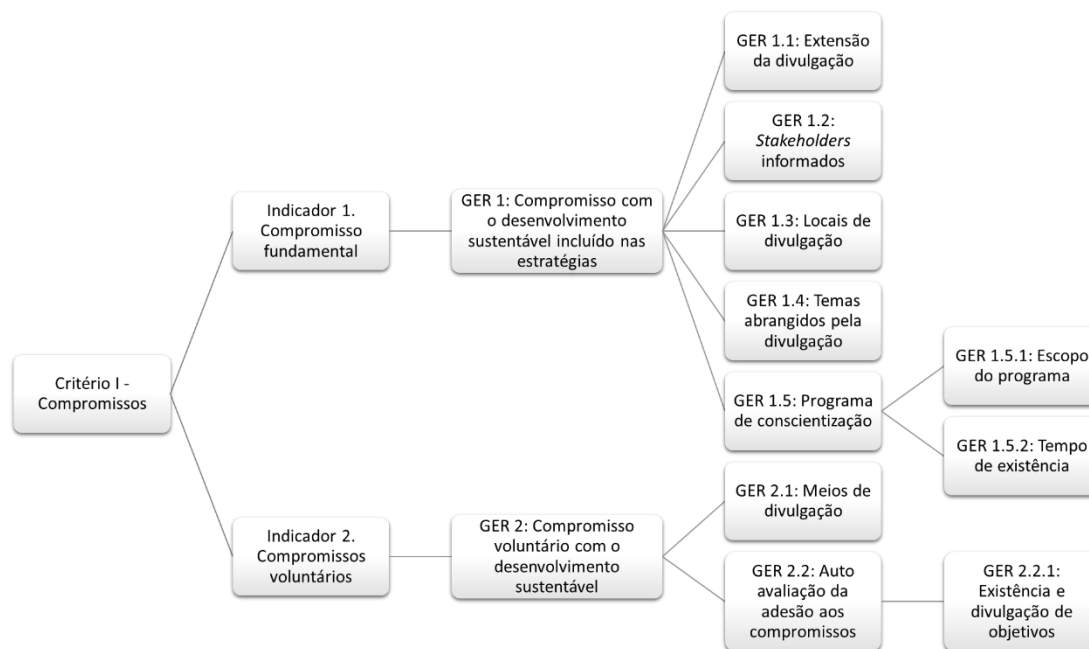 Critério I -
Compromissos
Indicador 1.
Compromisso
fundamental
GER 1: Compromisso com
o desenvolvimento
sustentável incluído nas
estratégias
GER 1.1: Extensão
da divulgação
GER 1.2:
Stakeholders
informados
GER 1.3: Locais de
divulgação
GER 1.4: Temas
abrangidos pela
divulgação
GER 1.5: Programa
de conscientização
GER 1.5.1: Escopo
do programa
GER 1.5.2: Tempo
de existência
Indicador 2.
Compromissos
voluntários
GER 2: Compromisso
voluntário com o
desenvolvimento
sustentável
GER 2.1: Meios de
divulgação
GER 2.2: Auto
avaliação da
adesão aos
compromissos
GER 2.2.1:
Existência e
divulgação de
objetivos